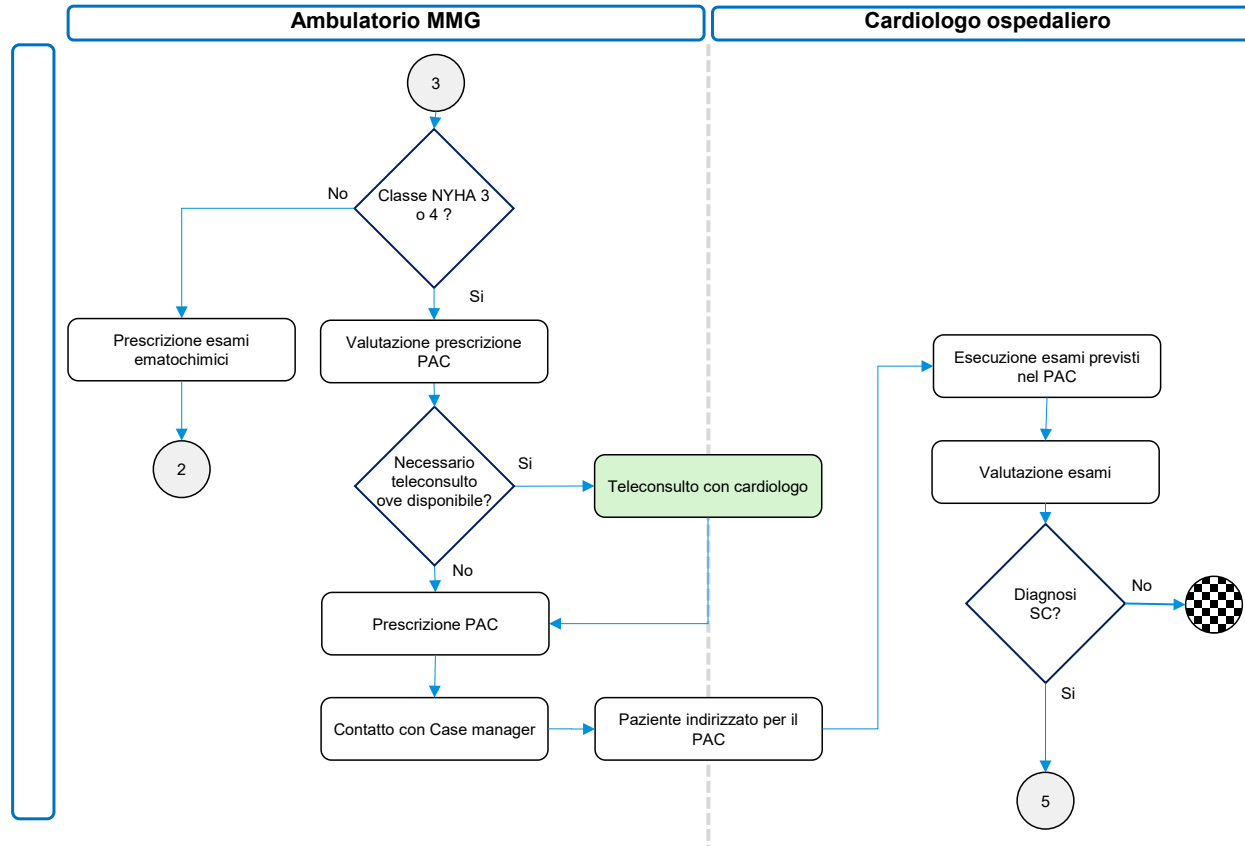 Ambulatorio MMG
Cardiologo ospedaliero
3
Classe NYHA 3
o 4 ?
No
Si
Prescrizione esami
ematochimici
2
Valutazione prescrizione
PAC
Necessario
teleconsulto
ove disponibile?
Si
No
Teleconsulto con cardiologo
Prescrizione PAC
Contatto con Case manager
Paziente indirizzato per il
PAC
Esecuzione esami previsti
nel PAC
Valutazione esami
Diagnosi
SC?
No
Si
5